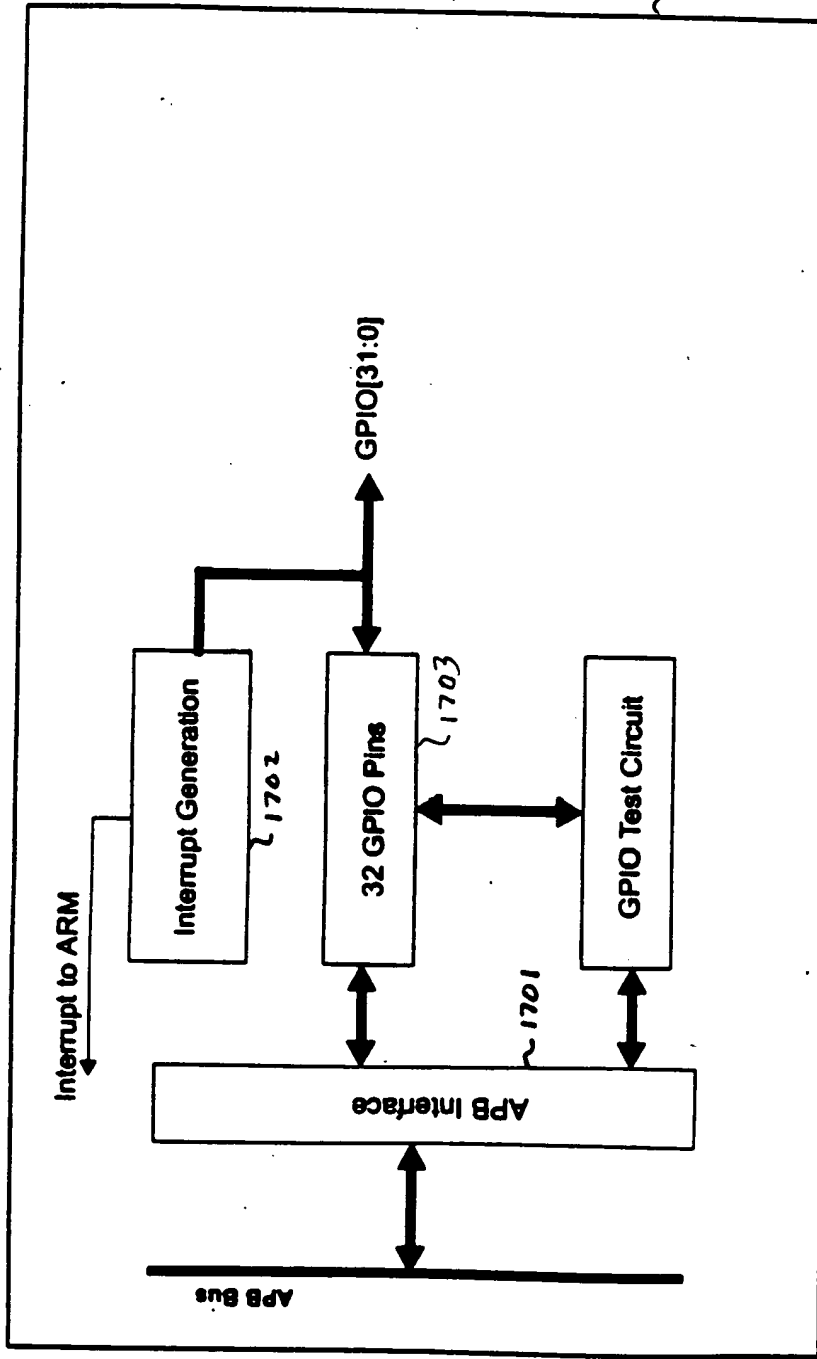 Interrupt to ARM
Interrupt Generation
1702
GPIO[31:0]
32 GPIO Pins
1703
GPIO Test Circuit
1701
APB Interface
APB Bus